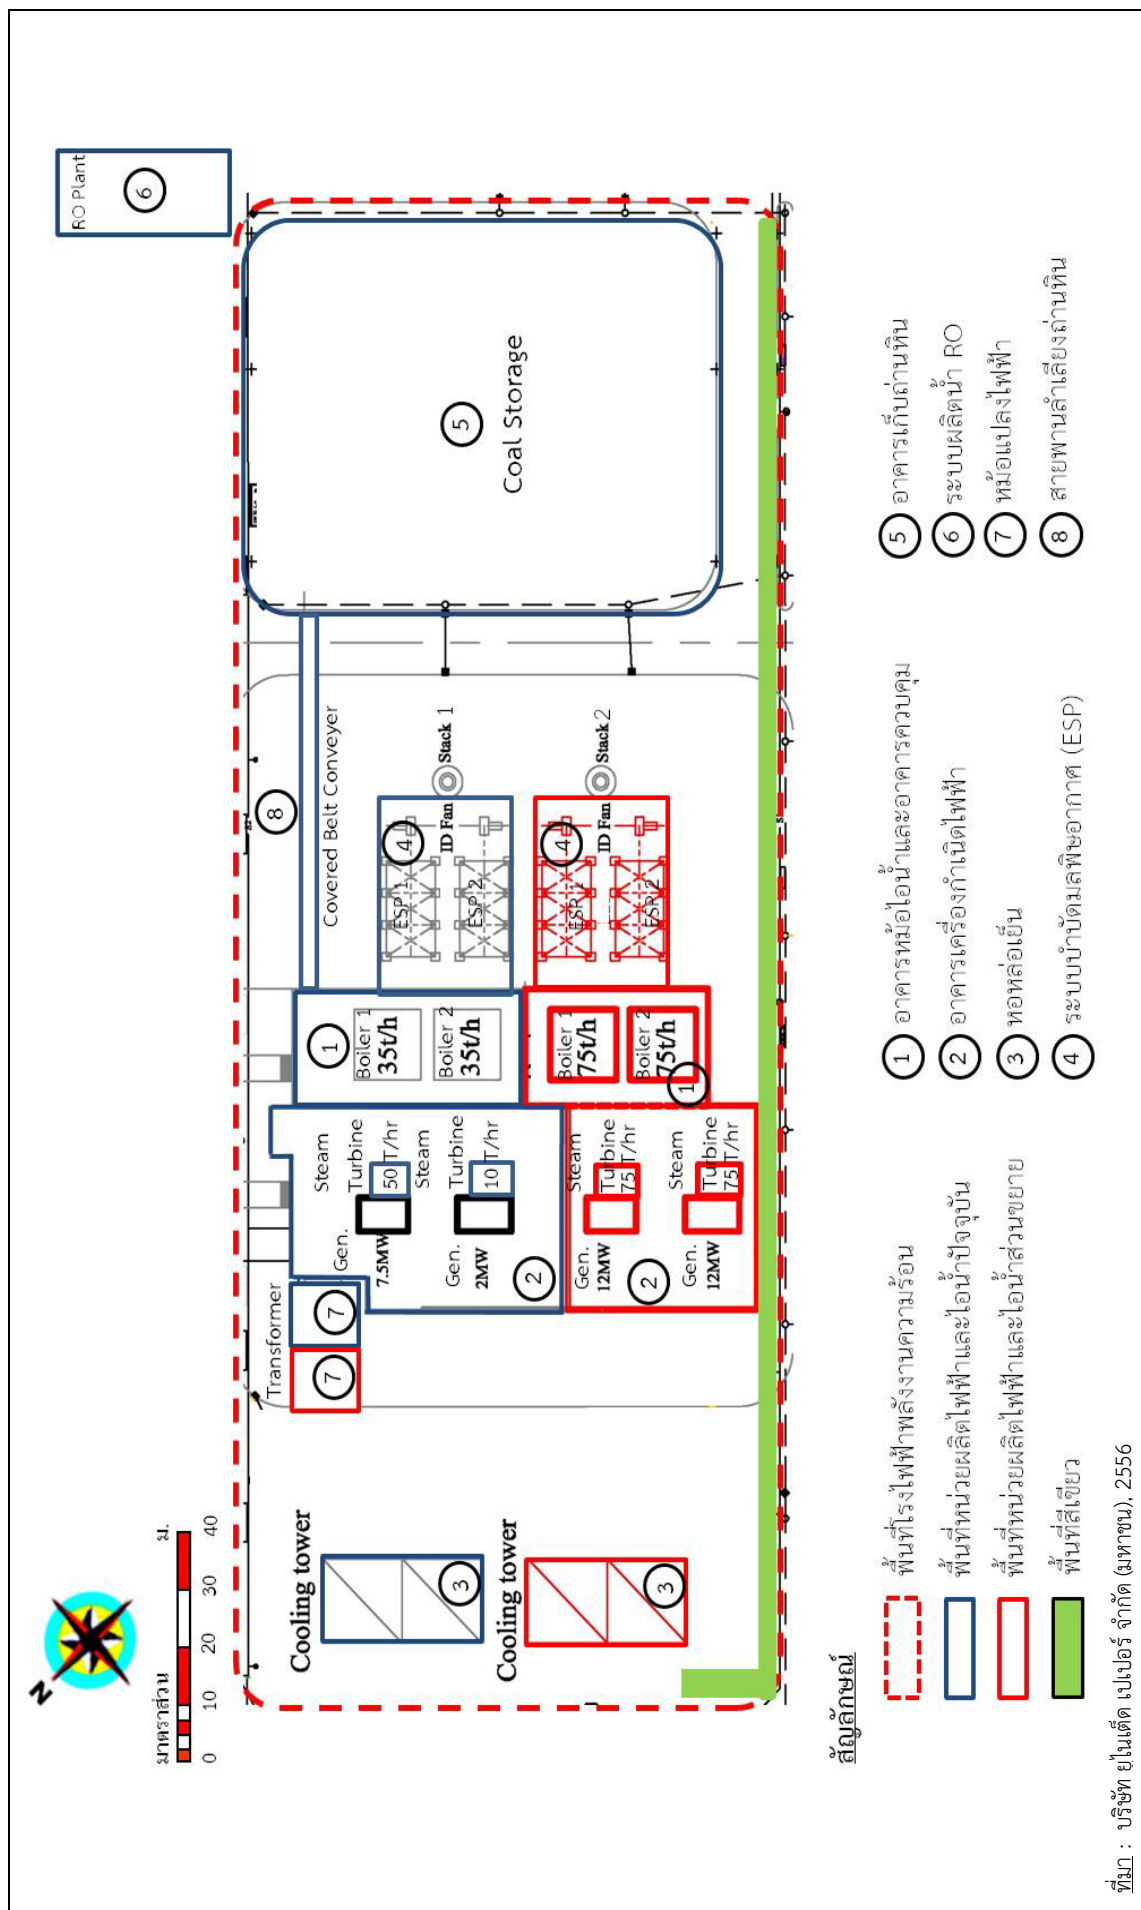 N
มาตราส่วน
ม.
0
10
20
30
40
RO Plant
6
Coal Storage
5
8
Covered Belt Conveyer
Stack 1
Stack 2
4
ID Fan
ESP 1
ESP 2
4
ID Fan
ESP 1
ESP 2
1
Boiler 1
35t/h
Boiler 2
35t/h
Boiler 1
75t/h
Boiler 2
75t/h
1
Steam
Turbine
50 T/hr
Steam
Turbine
10 T/hr
Steam
Turbine
75T/hr
Steam
Turbine
75T/hr
Gen.
7.5MW
Gen.
2MW
2
Gen.
12MW
2
Gen.
12MW
Transformer
7
7
Cooling tower
3
Cooling tower
3
สัญลักษณ์
พื้นที่โรงไฟฟ้าพลังงานความร้อน
พื้นที่หน่วยผลิตไฟฟ้าและไอน้ำปัจจุบัน
พื้นที่หน่วยผลิตไฟฟ้าและไอน้ำส่วนขยาย
พื้นที่สีเขียว
1 อาคารหม้อไอน้ำและอาคารควบคุม
2 อาคารเครื่องกำเนิดไฟฟ้า
3 หอหล่อเย็น
4 ระบบบำบัดมลพิษอากาศ (ESP)
5 อาคารเก็บถ่านหิน
6 ระบบผลิตน้ำ RO
7 หม้อแปลงไฟฟ้า
8 สายพานลำเลียงถ่านหิน
ที่มา : บริษัท ยูไนเต็ด เปเปอร์ จำกัด (มหาชน), 2556